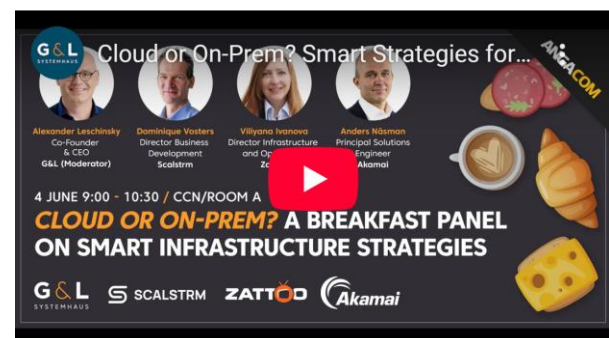 G&L
SYSTEMHAUS
Cloud or On-Prem? Smart Strategies for...
ANGACOM
Alexander Leschinsky
Co-Founder
& CEO
G&L (Moderator)
Dominique Vosters
Director Business
Development
Scalstrm
Viliyana Ivanova
Director Infrastructure
and Op
Za
Anders Näsman
Principal Solutions
Engineer
Akamai
4 JUNE 9:00 - 10:30 / CCN/ROOM A
CLOUD OR ON-PREM? A BREAKFAST PANEL
ON SMART INFRASTRUCTURE STRATEGIES
G&L
SYSTEMHAUS
SCALSTRM
ZATTOO
Akamai